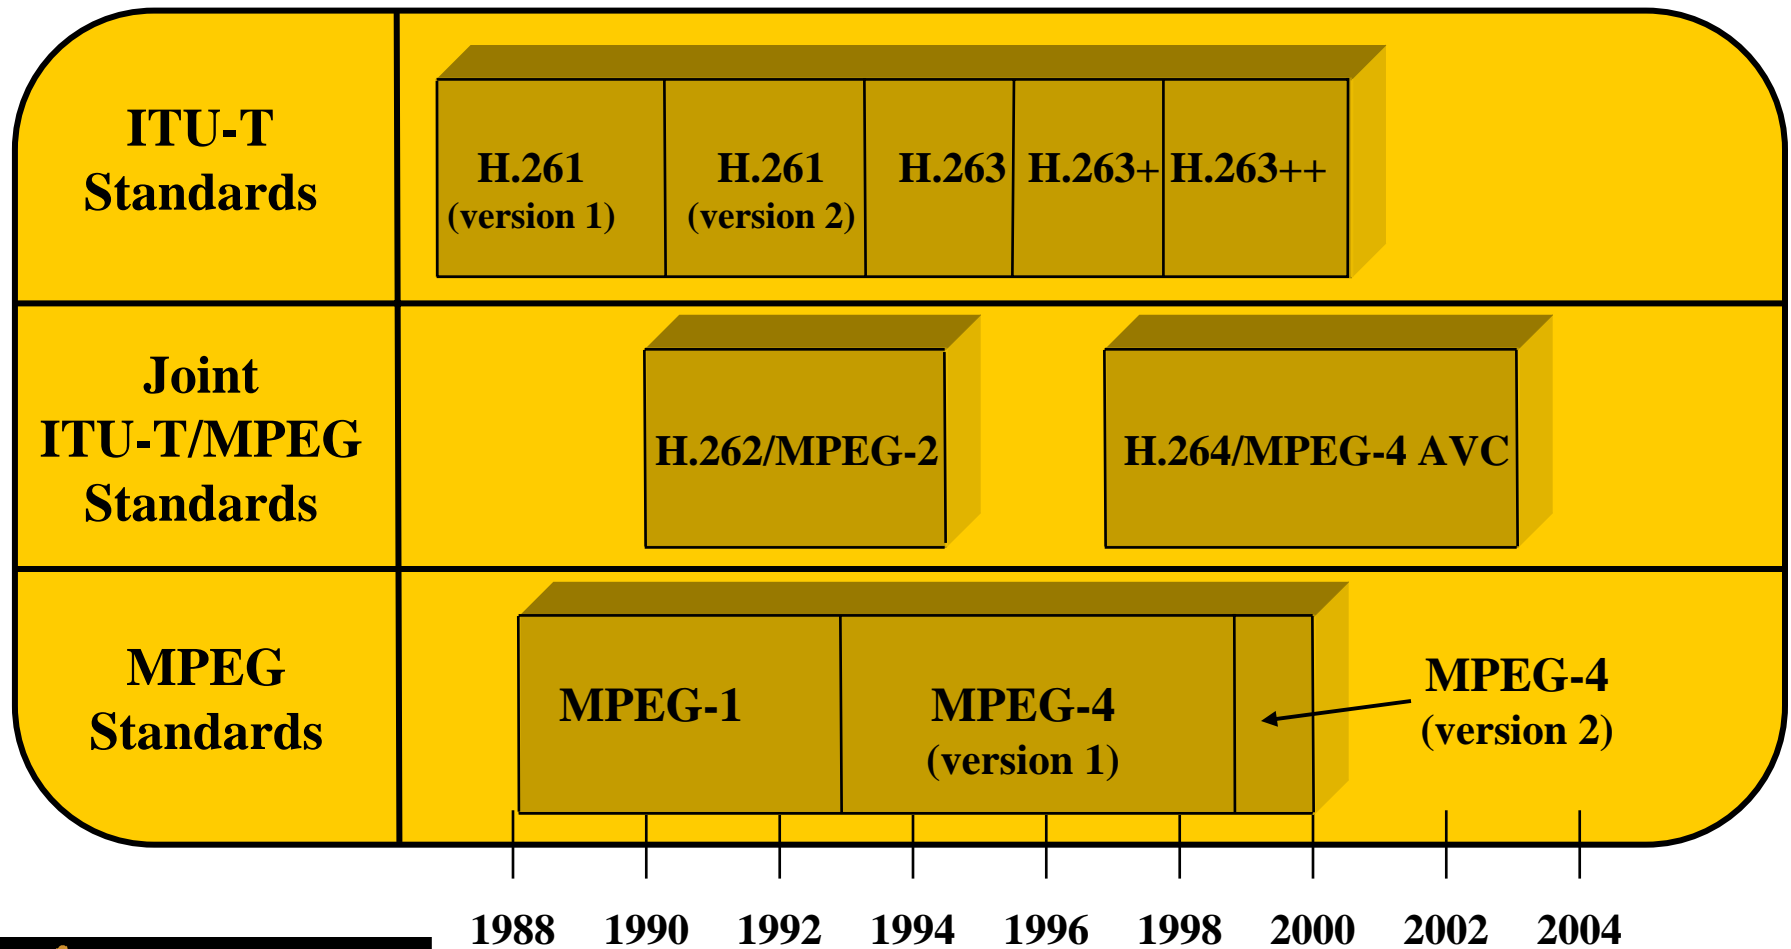 ITU-T
Standards
H.261
(version 1)
H.261
(version 2)
H.263
H.263+
H.263++
Joint
ITU-T/MPEG
Standards
H.262/MPEG-2
H.264/MPEG-4 AVC
MPEG
Standards
MPEG-1
MPEG-4
(version 1)
MPEG-4
(version 2)
1988 1990 1992 1994 1996 1998 2000 2002 2004